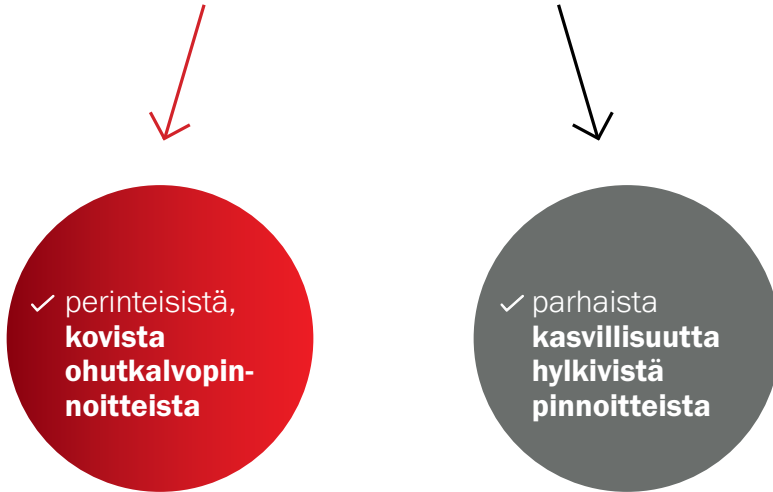 ✓ perinteisistä,
kovista
ohutkalvopin-
noitteista
✓ parhaista
kasvillisuutta
hylkivistä
pinnoitteista